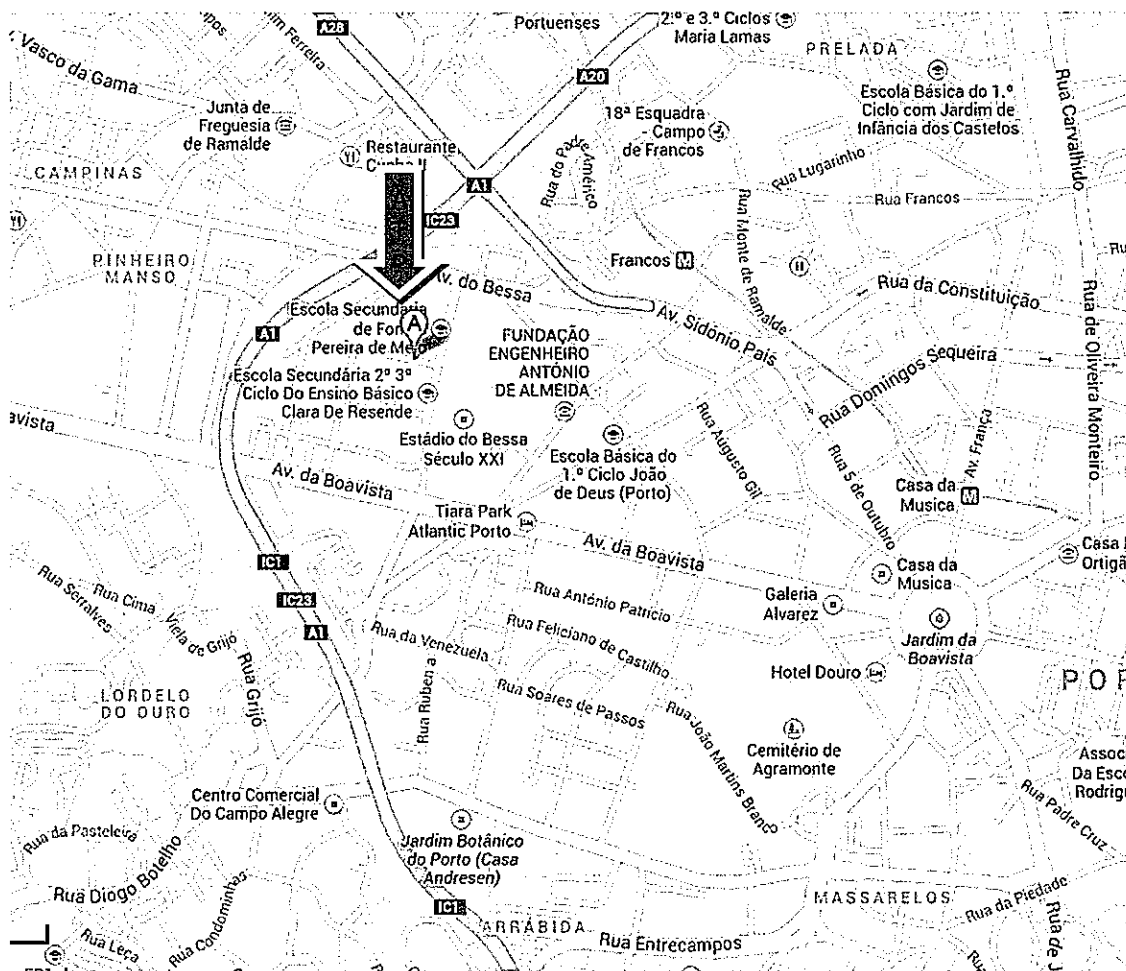 A28
Portuenses
2.º e 3.º Ciclos
Maria Lamas
PRELADA
Vasco da Gama
Ferreira
A20
Escola Básica do 1.º
Ciclo com Jardim de
Infância dos Castelos
Rua Carvalhido
Junta de
Freguesia
de Ramalde
18ª Esquadra
- Campo
de Francos
Restaurante
CAMPINAS
A1
Rua do Padre Américo
Rua Lugarinho
Rua Francos
IC23
Rua Monte de Ramalde
PINHEIRO
MANSO
Francos
M
Av. do Bessa
Rua da Constituição
Escola Secundária
de
Pereira de
A
A1
FUNDAÇÃO
ENGENHEIRO
ANTÓNIO
DE ALMEIDA
Av. Sidónio Pais
Rua Domingos Sequeira
Rua de Oliveira Monteiro
Escola Secundária 2º 3º
Ciclo Do Ensino Básico
Clara De Resende
Estádio do Bessa
Século XXI
Escola Básica do
1.º Ciclo João
de Deus (Porto)
Rua Augusto Gil
Rua 5 de Outubro
Av. França
Casa da
Musica
M
Av. da Boavista
Tiara Park
Atlantic Porto
Av. da Boavista
IC1
IC23
A1
Casa da
Musica
Galeria
Alvarez
Jardim da
Boavista
Rua Serralves
Rua Cima
Viela de Grijó
Rua Grijó
Rua António Patrício
Rua Feliciano de Castilho
Rua da Venezuela
Rua Ruben a
Rua Soares de Passos
Hotel Douro
LORDELO
DO OURO
Rua João Martins Branco
Cemitério de
Agramonte
Centro Comercial
Do Campo Alegre
Rua da Pasteleira
Jardim Botânico
do Porto (Casa
Andresen)
Rua Padre Cruz
Rua Diogo Botelho
Rua Condominhas
IC1
MASSARELOS
Rua da Piedade
ARRÁBIDA
Rua Leça
Rua Entrecampos